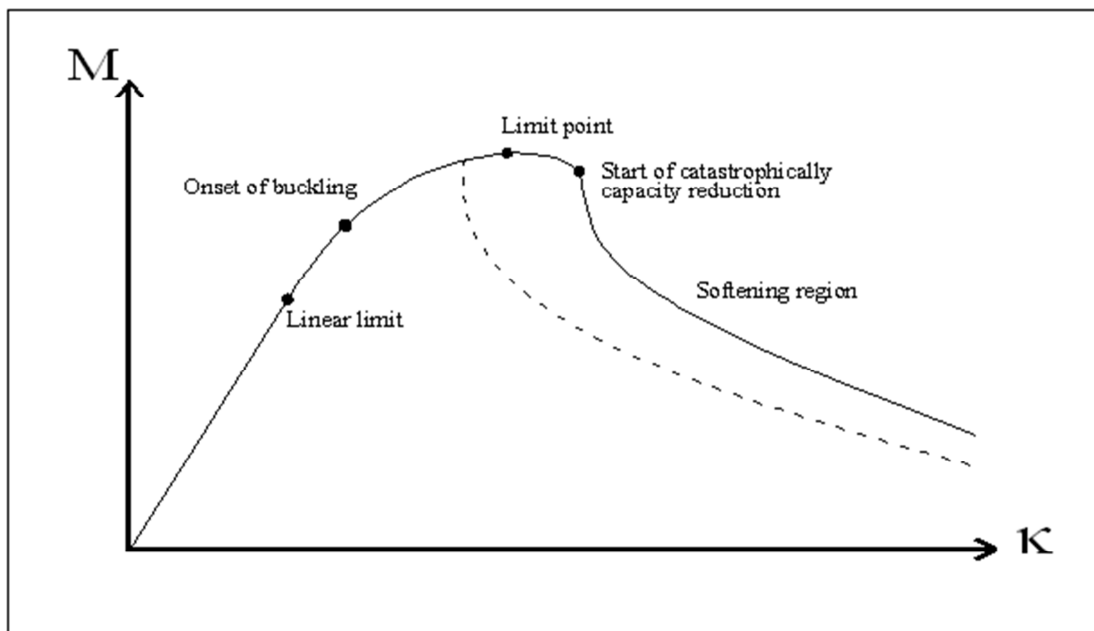 M
Limit point
Start of catastrophically
capacity reduction
Onset of buckling
Softening region
Linear limit
κ